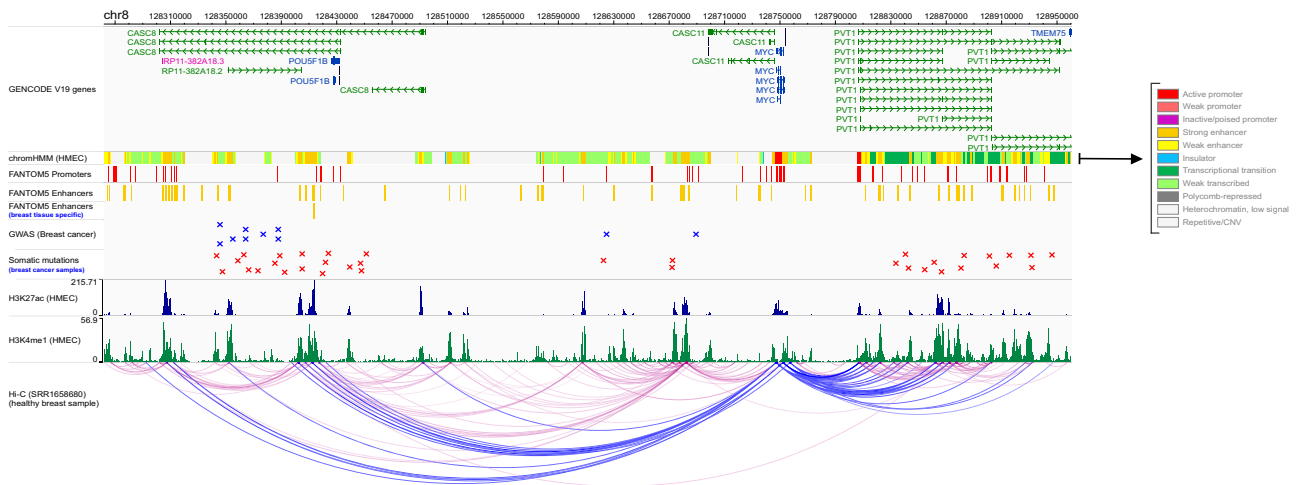 chr8
128310000 128350000 128390000 128430000 128470000 128510000 128550000 128590000 128630000 128670000 128710000 128750000 128790000 128830000 128870000 128910000 128950000
CASC8 CASC11 PVT1 TMEM75
CASC8 CASC11 PVT1
CASC8 MYC PVT1 PVT1
IRP11-382A18.3 POU5F1B CASC11 PVT1 PVT1
RP11-382A18.2 MYC PVT1
POU5F1B MYC PVT1
CASC8 MYC PVT1
MYC PVT1
PVT1 PVT1
PVT1
PVT1
PVT1
GENCODE V19 genes
chromHMM (HMEC)
FANTOM5 Promoters
FANTOM5 Enhancers
FANTOM5 Enhancers
(breast tissue specific)
GWAS (Breast cancer)
Somatic mutations
(breast cancer samples)
215.71
H3K27ac (HMEC)
0
56.9
H3K4me1 (HMEC)
0
Hi-C (SRR1658680)
(healthy breast sample)
Active promoter
Weak promoter
Inactive/poised promoter
Strong enhancer
Weak enhancer
Insulator
Transcriptional transition
Weak transcribed
Polycomb-repressed
Heterochromatin, low signal
Repetitive/CNV